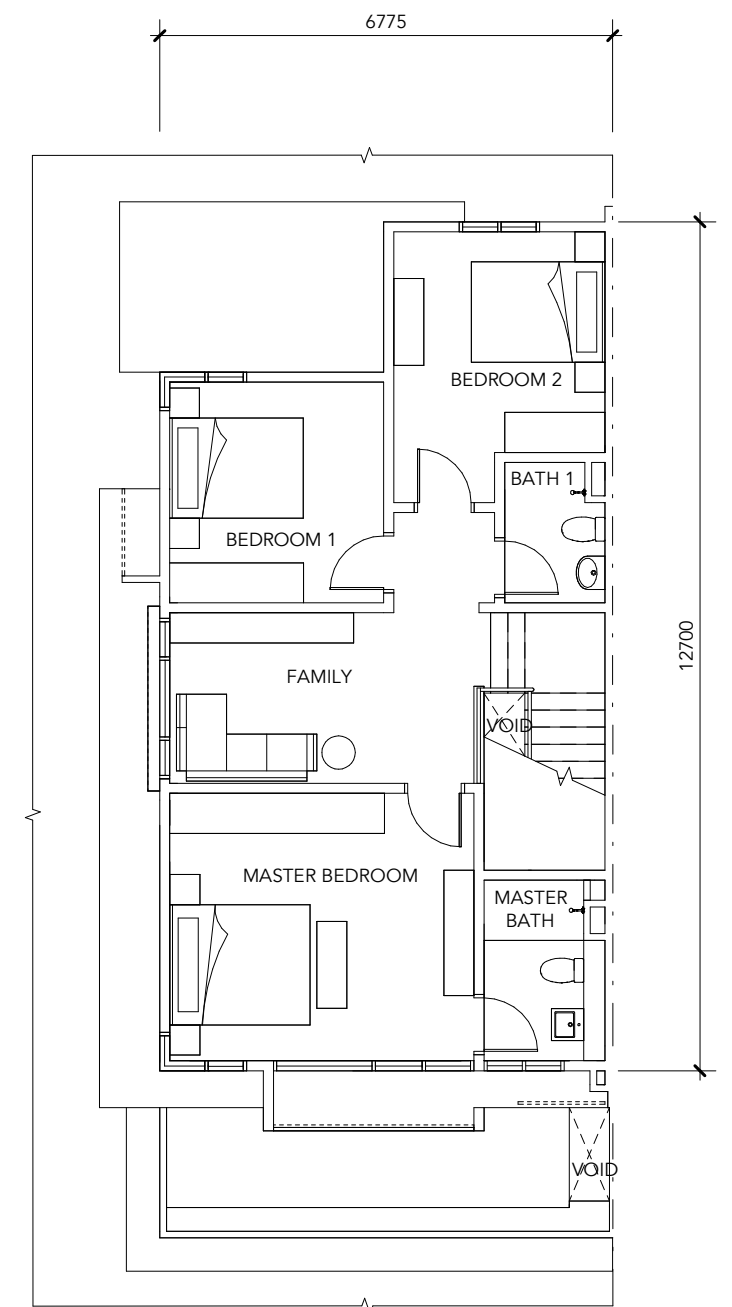 6775
BEDROOM 2
BATH 1
BEDROOM 1
12700
FAMILY
VOID
MASTER BEDROOM
MASTER
BATH
VOID